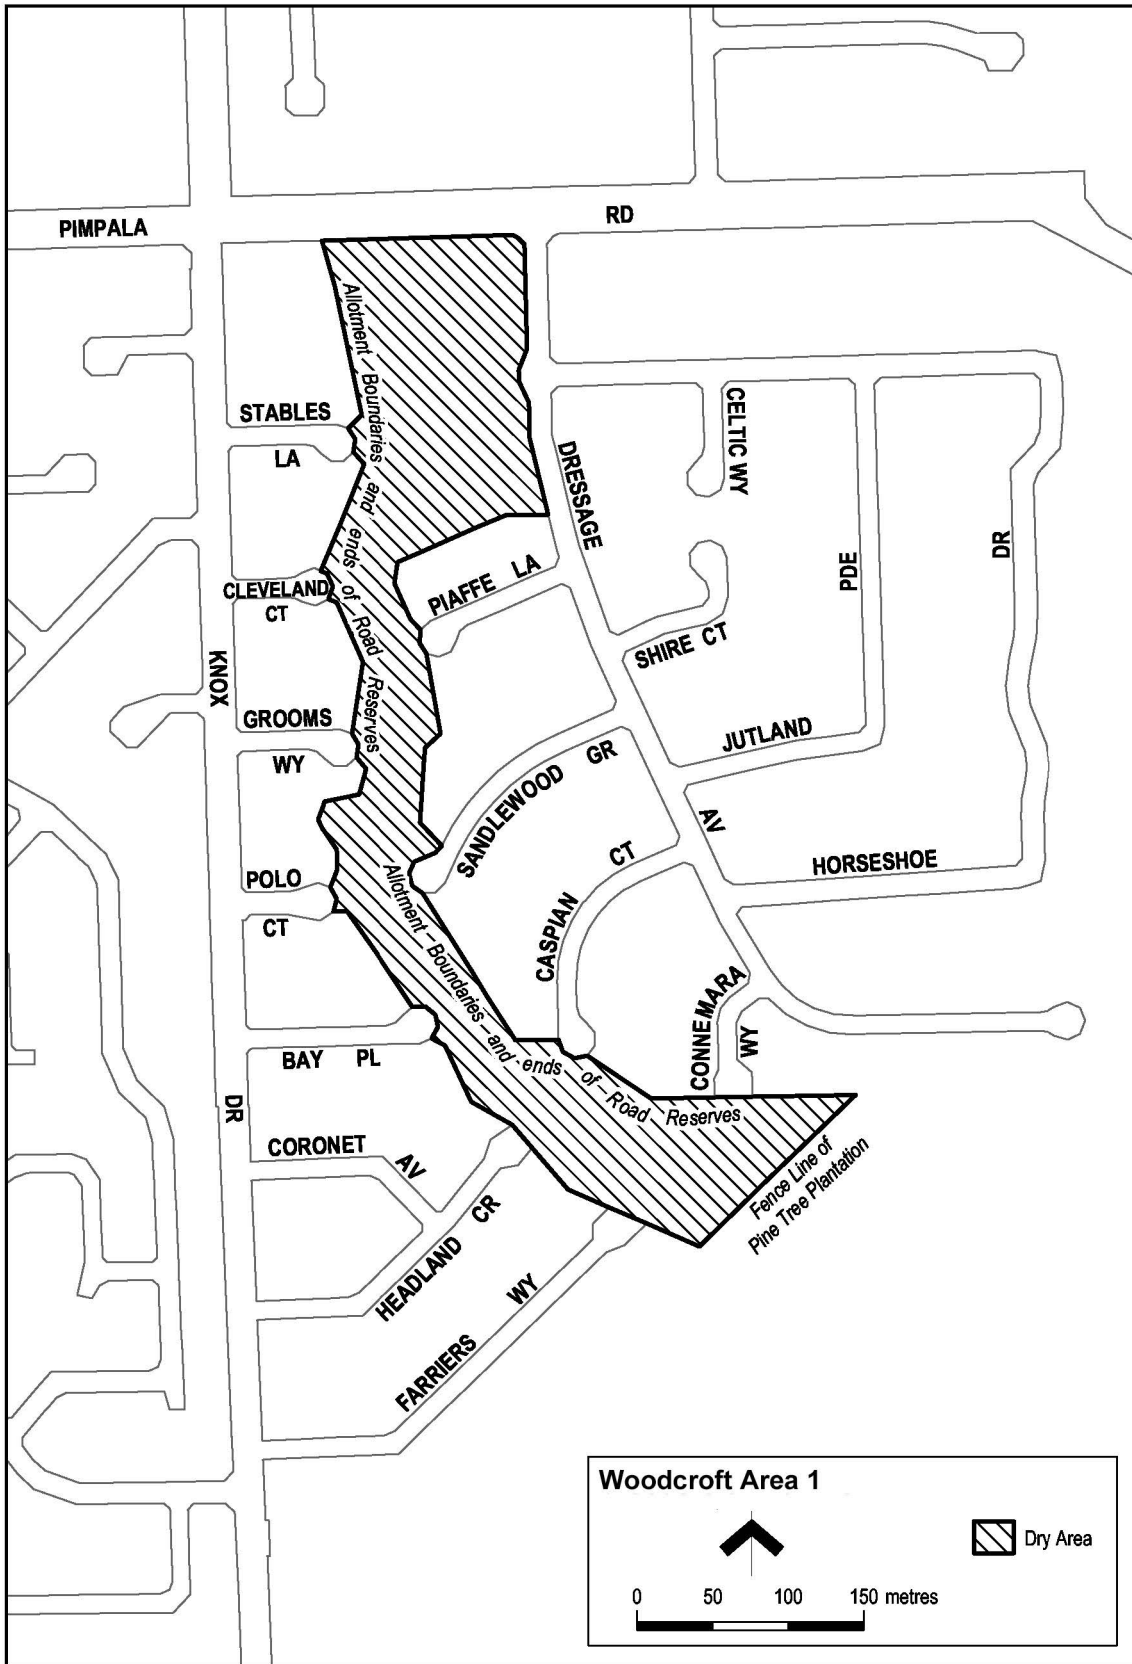 PIMPALA
RD
Allotment Boundaries and ends of Road Reserves
STABLES
LA
CELTIC WY
DRESSAGE
DR
PDE
CLEVELAND
CT
PIAFFE LA
SHIRE CT
KNOX
GROOMS
WY
JUTLAND
SANDLEWOOD GR
AV
HORSESHOE
CT
CASPIAN
POLO
CT
Allotment Boundaries and ends of Road Reserves
CONNEMARA
WY
BAY PL
DR
CORONET
AV
HEADLAND CR
Fence Line of
Pine Tree Plantation
FARRIERS WY
Woodcroft Area 1
Dry Area
0 50 100 150 metres